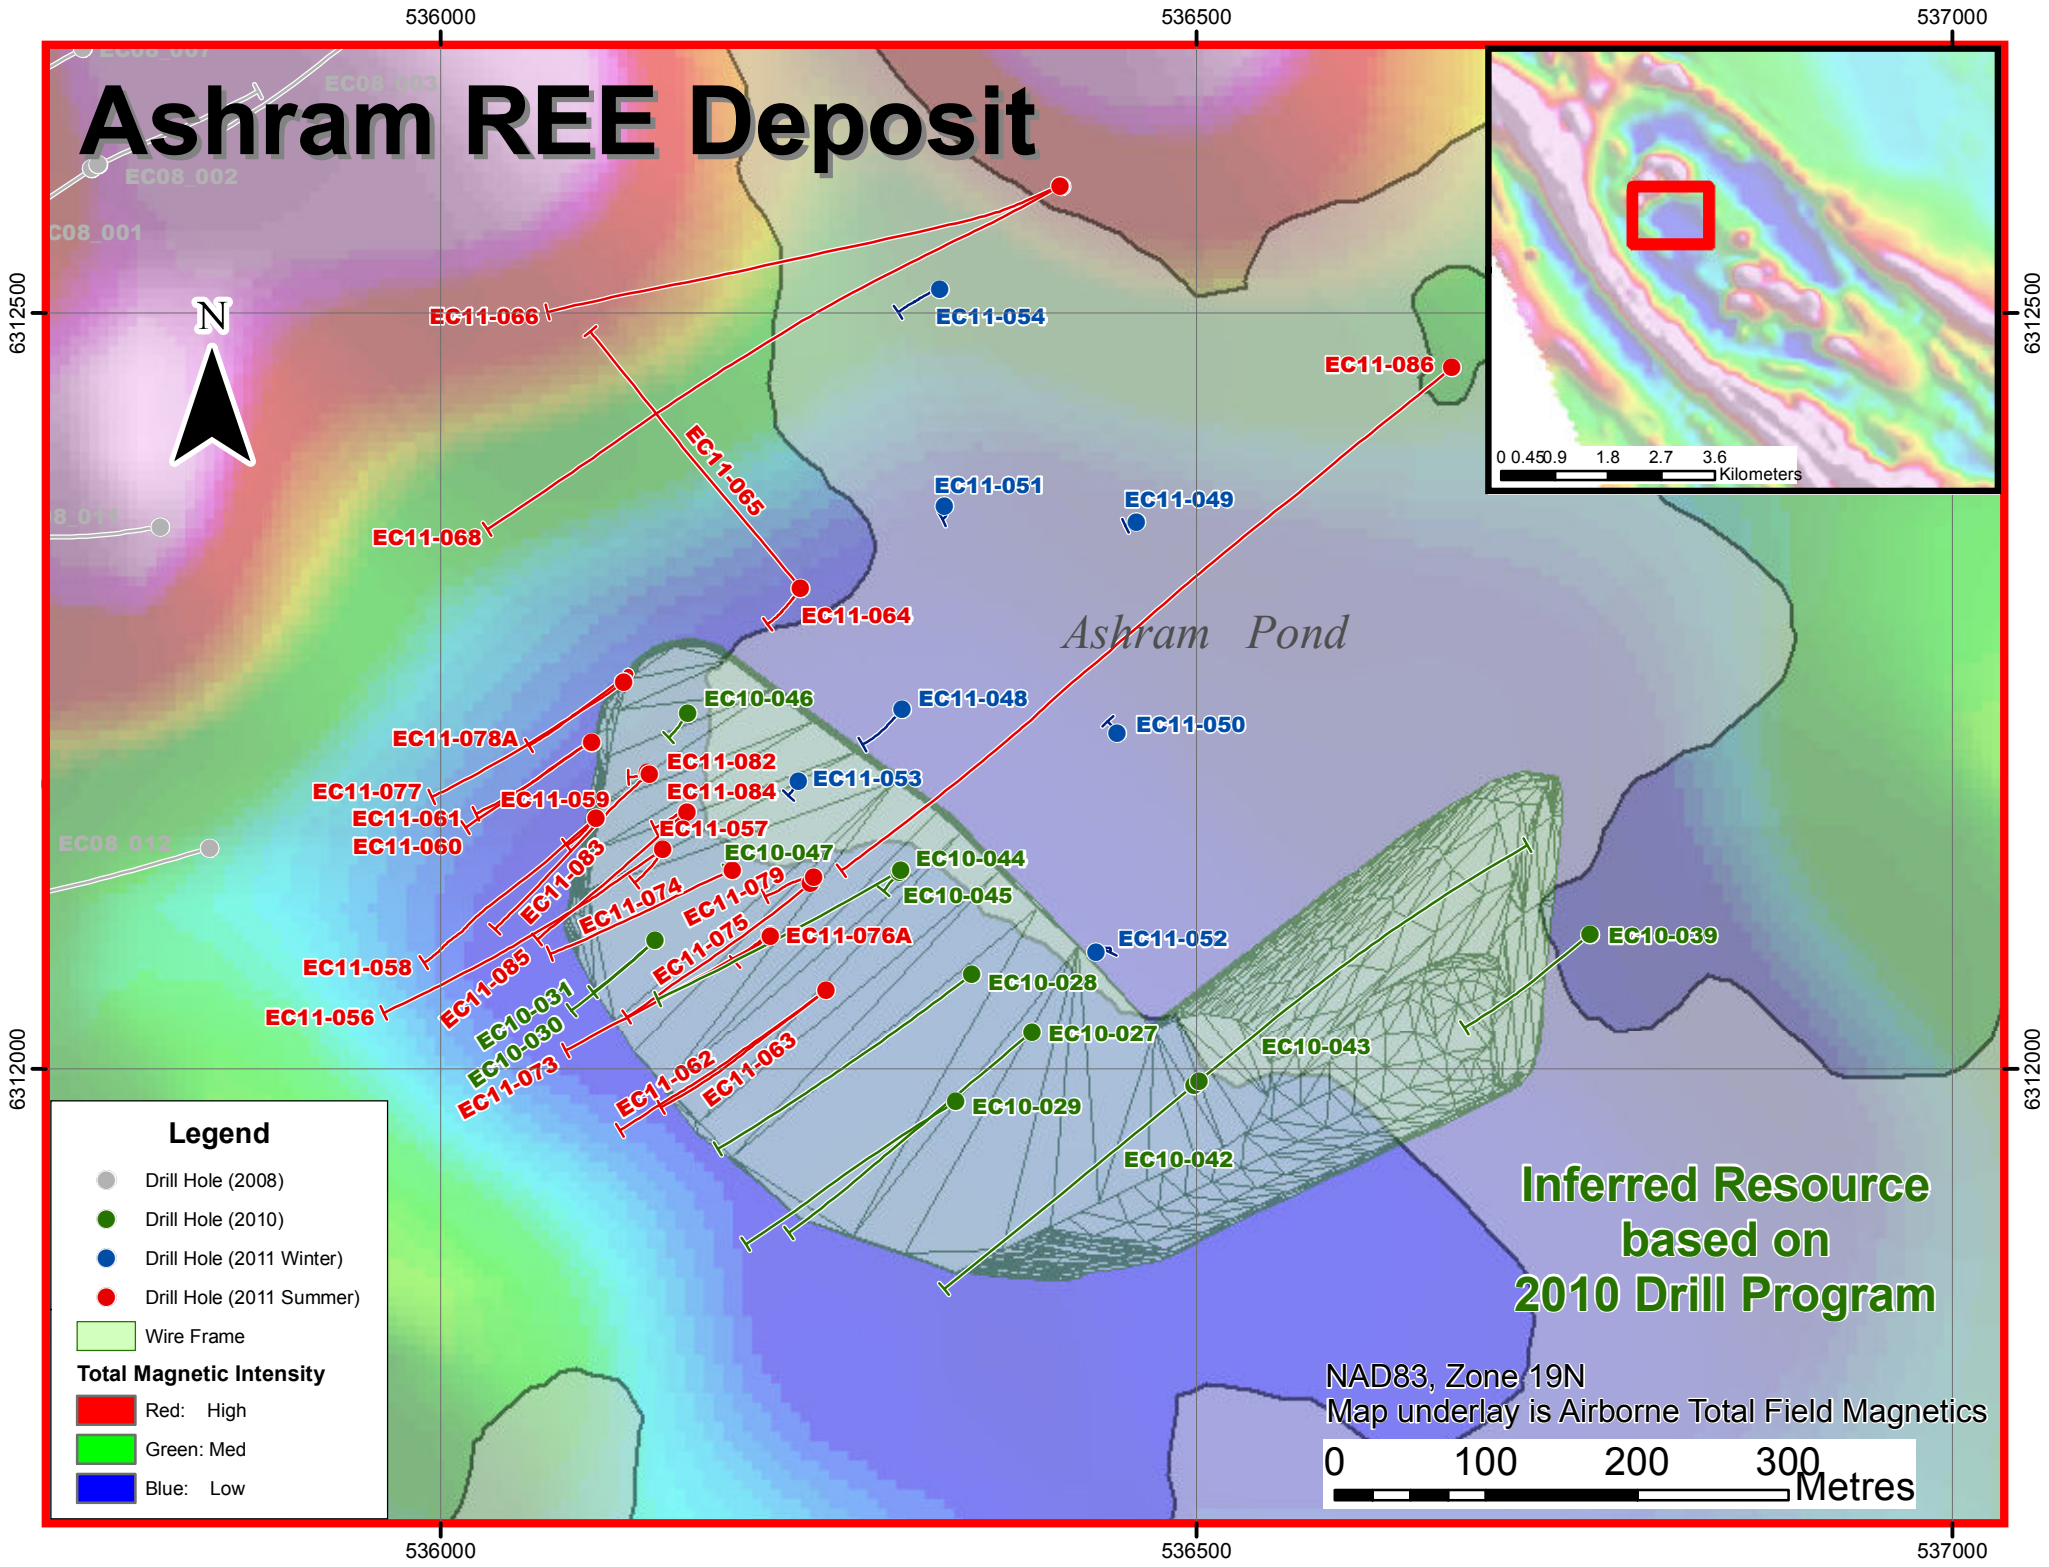 536000
536500
537000
EC08_007
EC08_003
Ashram REE Deposit
EC08_002
EC08_001
6312500
N
EC11-066
EC11-054
EC11-086
6312500
0 0.45 0.9 1.8 2.7 3.6
Kilometers
EC11-065
EC11-051
EC11-049
EC11-068
EC11-064
Ashram Pond
EC10-046
EC11-048
EC11-050
EC11-078A
EC11-082
EC11-053
EC11-077
EC11-059
EC11-084
EC11-061
EC11-057
EC11-060
EC08_012
EC10-047
EC10-044
EC11-083
EC11-074
EC11-079
EC10-045
EC11-075
EC11-076A
EC11-052
EC10-039
EC11-058
EC11-085
EC10-028
EC11-056
EC10-031
EC10-030
EC10-027
EC10-043
6312000
6312000
EC11-073
EC11-062
EC11-063
EC10-029
EC10-042
Legend
Drill Hole (2008)
Drill Hole (2010)
Drill Hole (2011 Winter)
Drill Hole (2011 Summer)
Wire Frame
Total Magnetic Intensity
Red: High
Green: Med
Blue: Low
Inferred Resource
based on
2010 Drill Program
NAD83, Zone 19N
Map underlay is Airborne Total Field Magnetics
0 100 200 300
Metres
536000
536500
537000